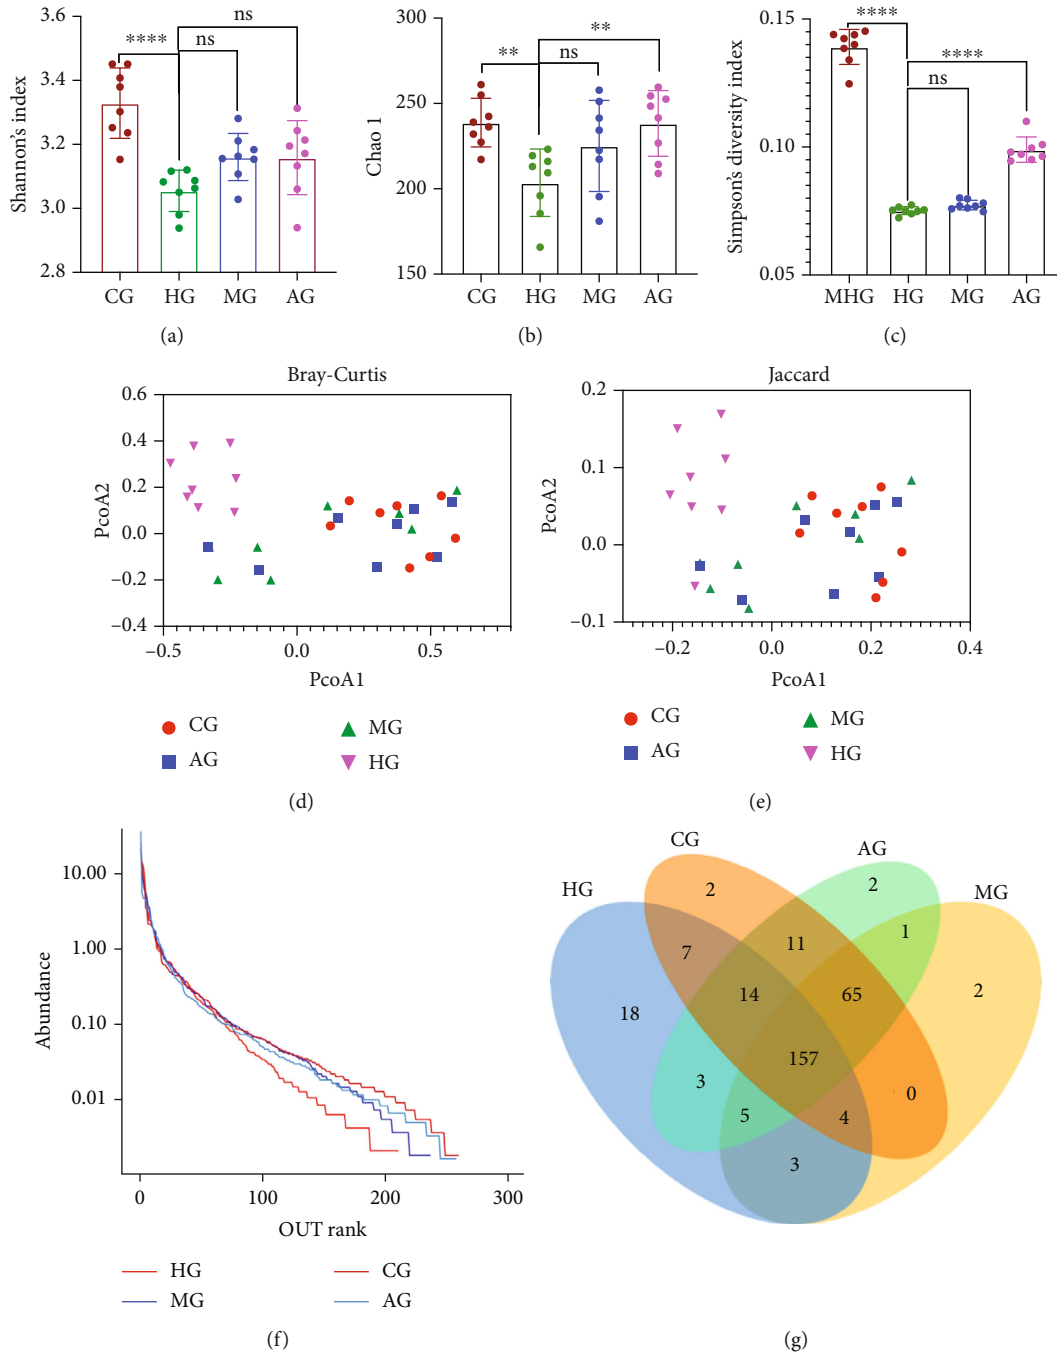 Shannon's index
3.6
3.4
3.2
3.0
2.8
****
ns
ns
CG
HG
MG
AG
(a)
Chao 1
300
250
200
150
**
ns
**
CG
HG
MG
AG
(b)
Simpson's diversity index
0.15
0.10
0.05
****
ns
****
MHG
HG
MG
AG
(c)
Bray-Curtis
PcoA2
0.6
0.4
0.2
0.0
−0.2
−0.4
−0.5
0.0
0.5
PcoA1
CG
MG
AG
HG
(d)
Jaccard
PcoA2
0.2
0.1
0.0
−0.1
−0.2
0.0
0.2
0.4
PcoA1
CG
MG
AG
HG
(e)
Abundance
10.00
1.00
0.10
0.01
0
100
200
300
OUT rank
HG
CG
MG
AG
(f)
CG
AG
HG
MG
2
2
7
11
1
18
14
65
2
157
3
0
5
4
3
(g)